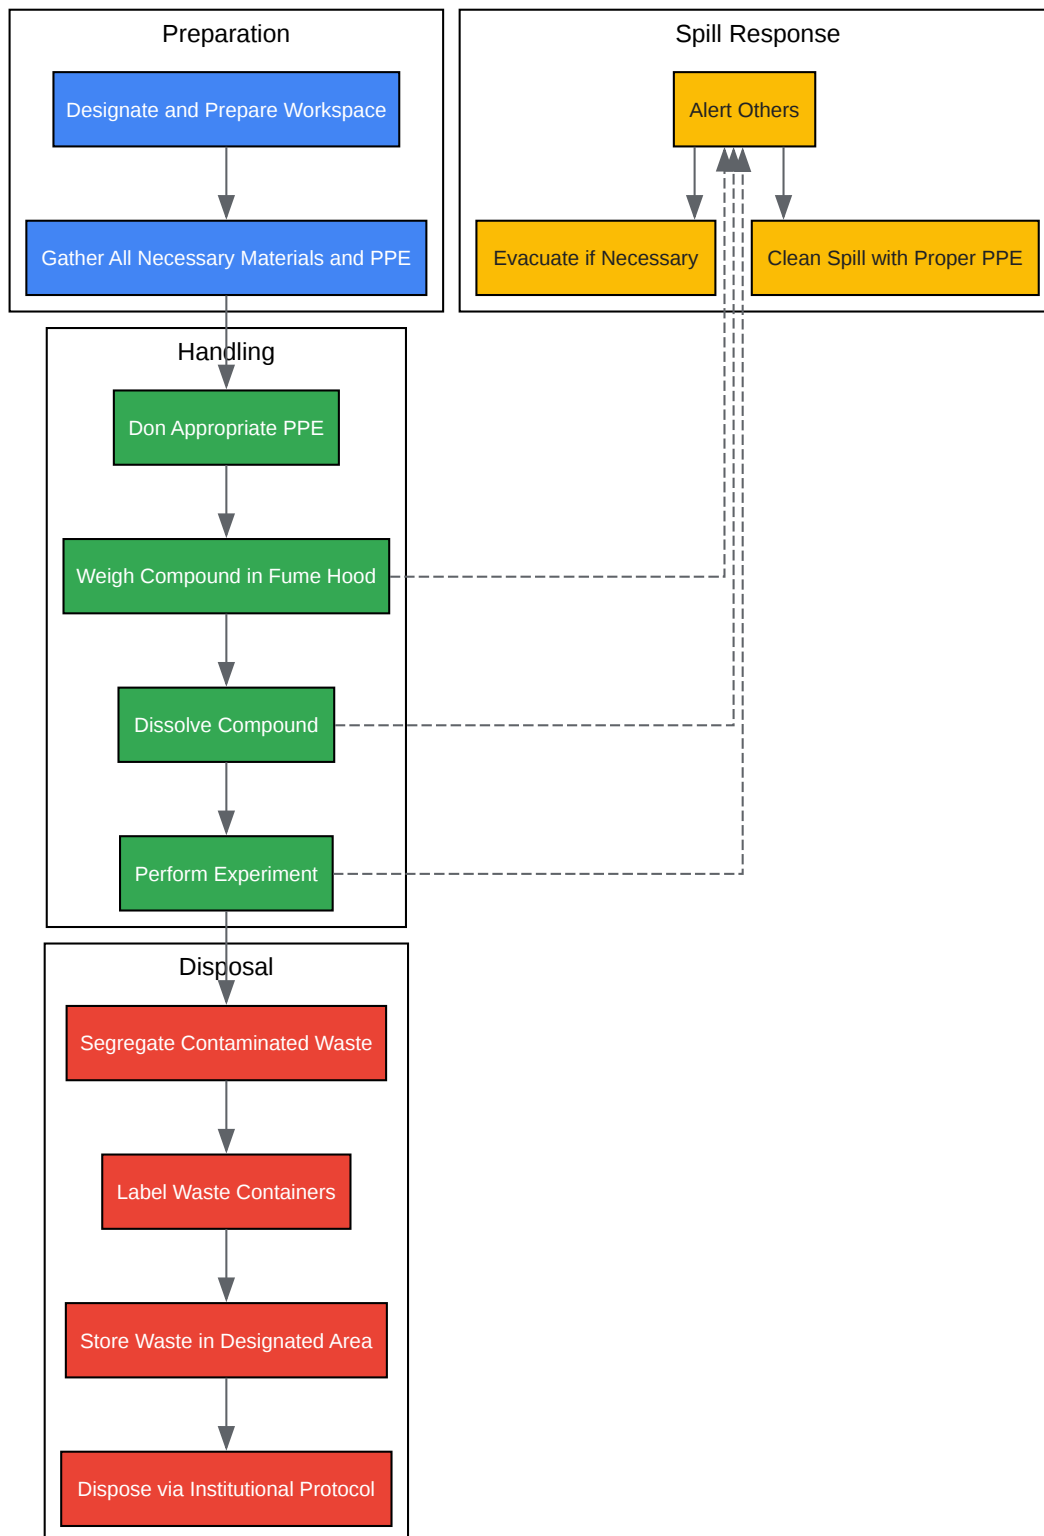 Preparation
Designate and Prepare Workspace
Gather All Necessary Materials and PPE
Spill Response
Alert Others
Evacuate if Necessary
Clean Spill with Proper PPE
Handling
Don Appropriate PPE
Weigh Compound in Fume Hood
Dissolve Compound
Perform Experiment
Disposal
Segregate Contaminated Waste
Label Waste Containers
Store Waste in Designated Area
Dispose via Institutional Protocol